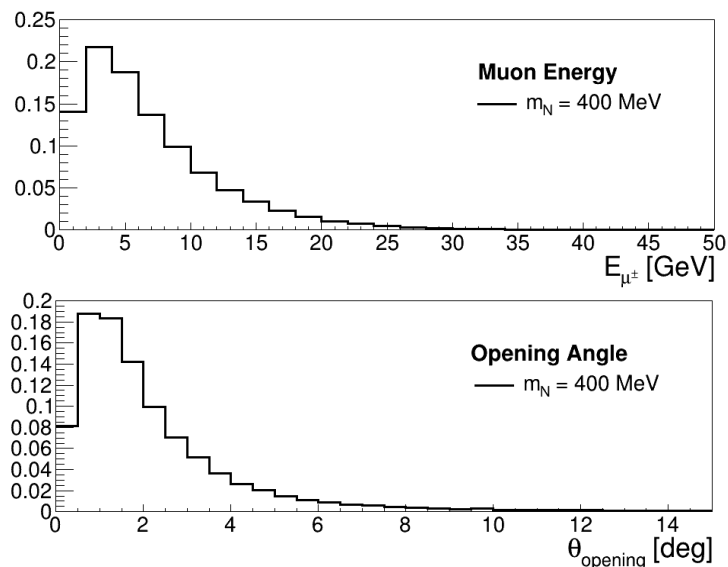 0.25
0.2
0.15
0.1
0.05
0
Muon Energy
m_N = 400 MeV
0 5 10 15 20 25 30 35 40 45 50
E_μ± [GeV]
0.2
0.18
0.16
0.14
0.12
0.1
0.08
0.06
0.04
0.02
0
Opening Angle
m_N = 400 MeV
0 2 4 6 8 10 12 14
θ_opening [deg]